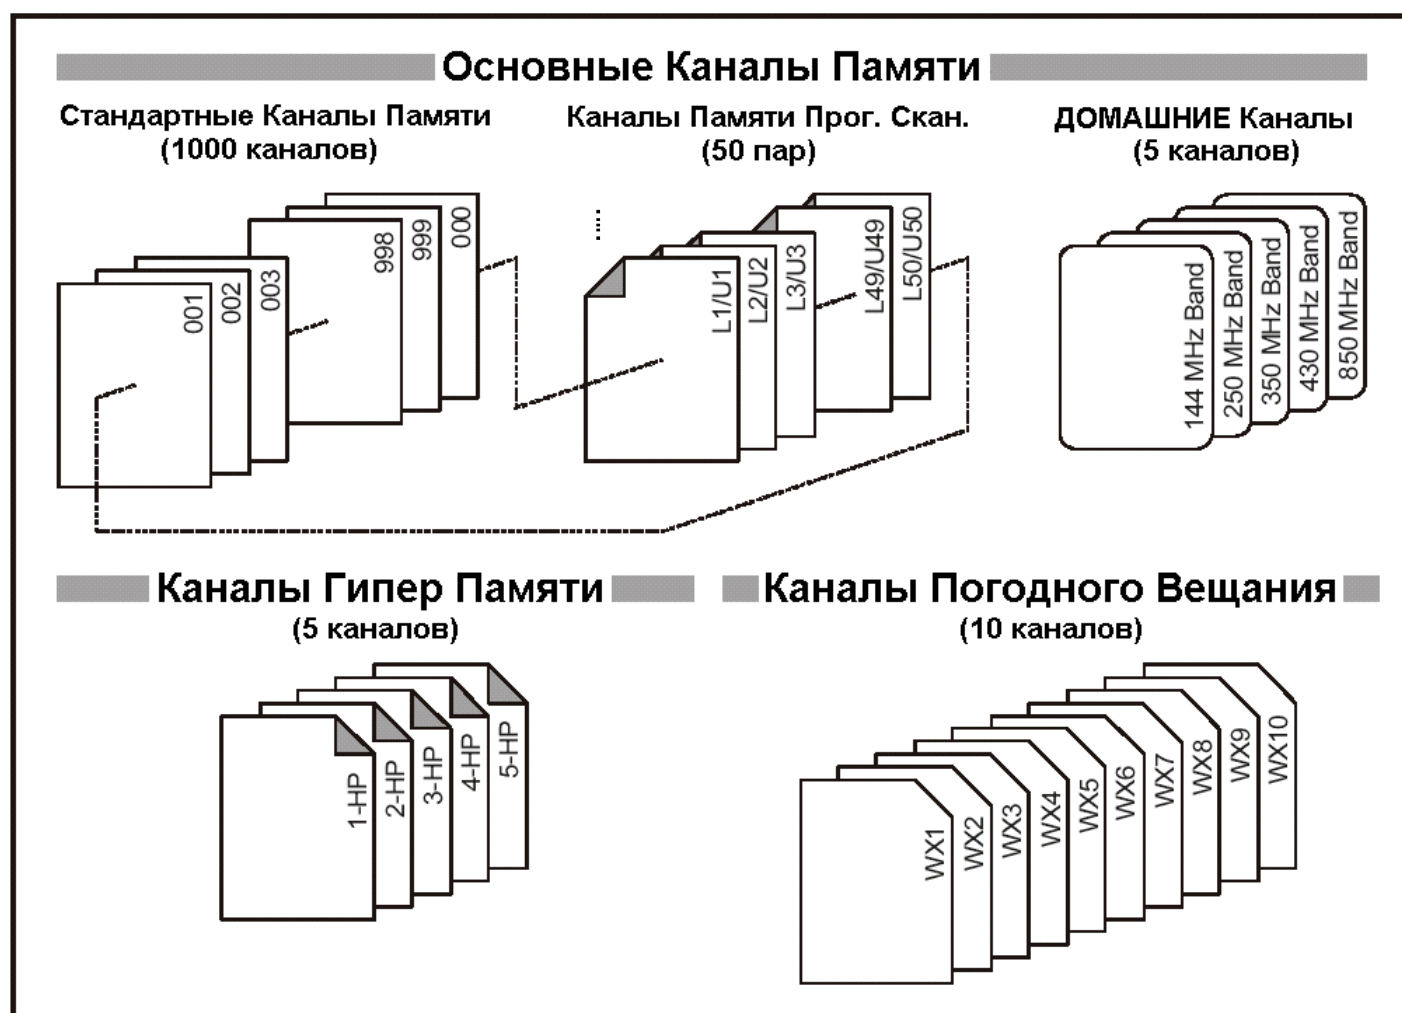 Основные Каналы Памяти
Стандартные Каналы Памяти
(1000 каналов)
Каналы Памяти Прог. Скан.
(50 пар)
ДОМАШНИЕ Каналы
(5 каналов)
001
002
003
998
999
000
L1/U1
L2/U2
L3/U3
L49/U49
L50/U50
144 MHz Band
250 MHz Band
350 MHz Band
430 MHz Band
850 MHz Band
Каналы Гипер Памяти
(5 каналов)
Каналы Погодного Вещания
(10 каналов)
1-HP
2-HP
3-HP
4-HP
5-HP
WX1
WX2
WX3
WX4
WX5
WX6
WX7
WX8
WX9
WX10